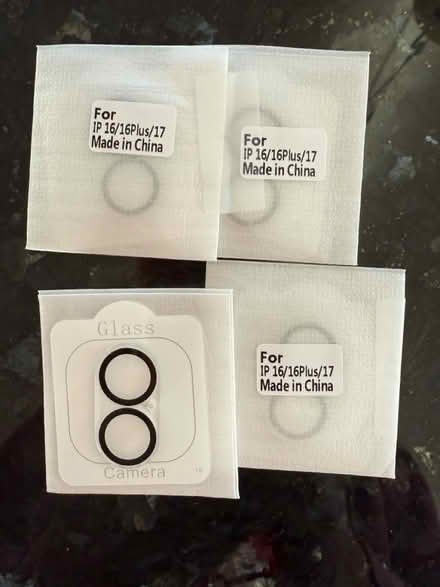 For
IP 16/16Plus/17
Made in China
For
IP 16/16Plus/17
Made in China
Glass
Camera
For
IP 16/16Plus/17
Made in China